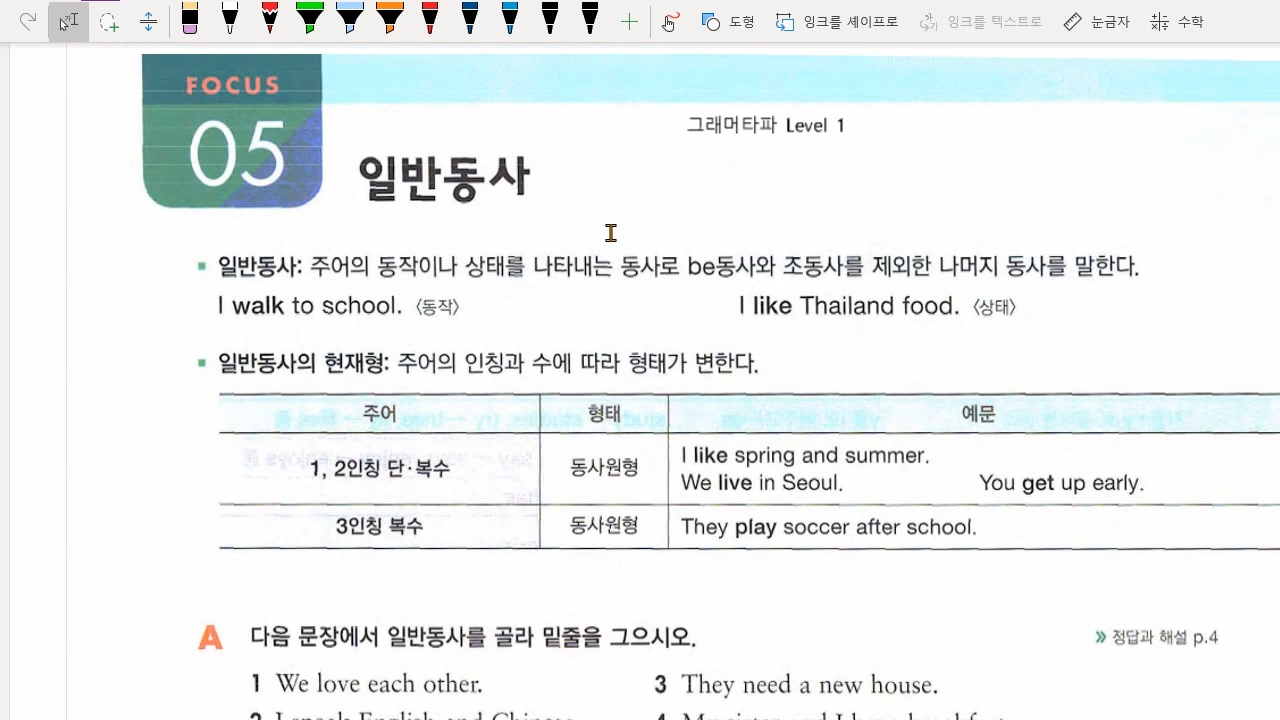 도형 잉크를 셰이프로 잉크를 텍스트로 눈금자 수학
FOCUS
05
그래머타파 Level 1
일반동사
일반동사: 주어의 동작이나 상태를 나타내는 동사로 be동사와 조동사를 제외한 나머지 동사를 말한다.
I walk to school. 〈동작〉 I like Thailand food. 〈상태〉
일반동사의 현재형: 주어의 인칭과 수에 따라 형태가 변한다.
주어 형태 예문
1, 2인칭 단·복수 동사원형 I like spring and summer.
We live in Seoul. You get up early.
3인칭 복수 동사원형 They play soccer after school.
A 다음 문장에서 일반동사를 골라 밑줄을 그으시오. » 정답과 해설 p.4
1 We love each other. 3 They need a new house.